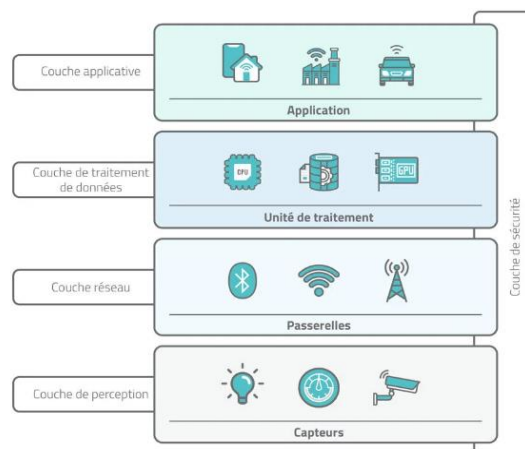 Couche applicative
Application
Couche de traitement
de données
CPU
GPU
Unité de traitement
Couche réseau
Passerelles
Couche de perception
Capteurs
Couche de sécurité